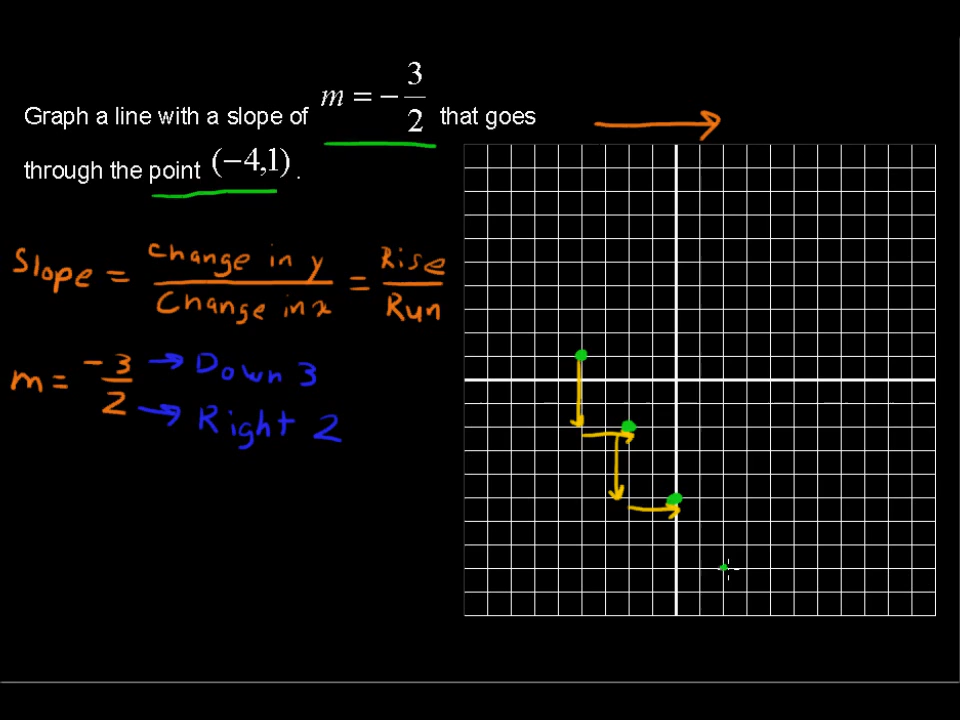 Graph a line with a slope of m = -3/2 that goes
through the point (-4,1).
Slope = Change in y / Change in x = Rise / Run
m = -3/2 → Down 3
→ Right 2